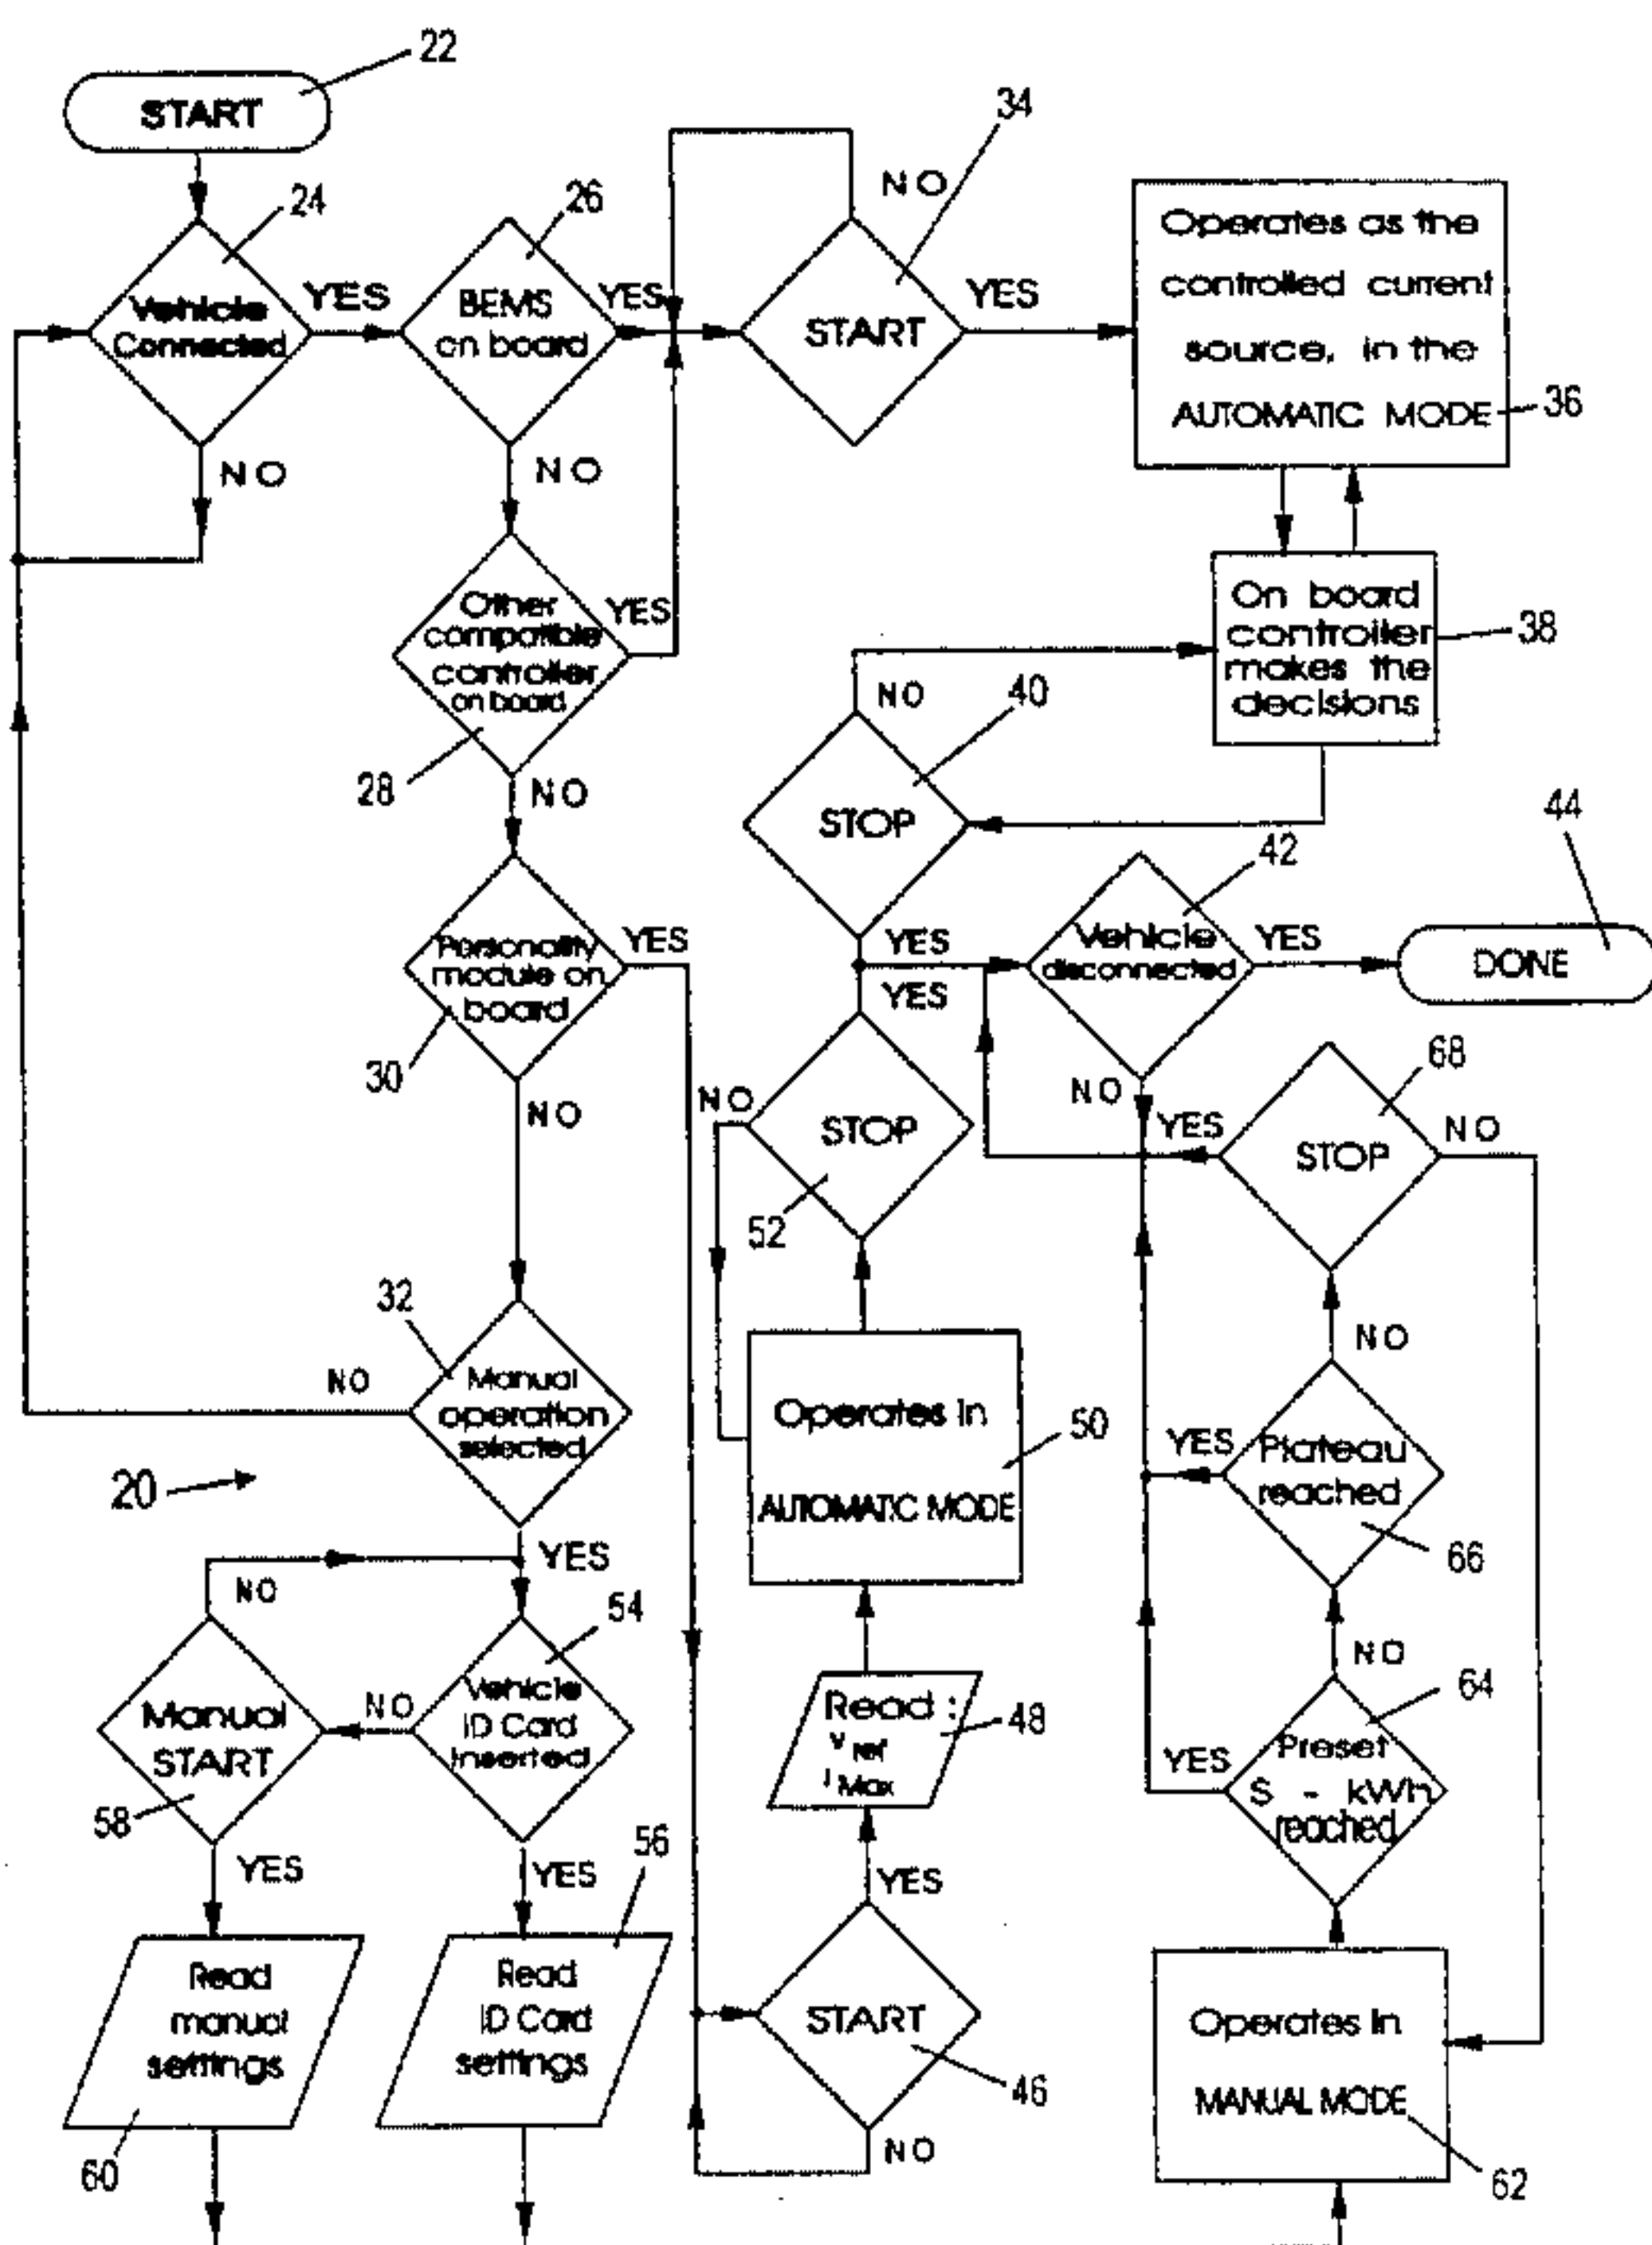 22
START
24
Vehicle
Connected
YES
NO
26
BEMS
on board
YES
NO
34
START
NO
YES
Operates as the
controlled current
source, in the
AUTOMATIC MODE
36
Other
compatible
controller
on board
YES
28
NO
On board
controller
makes the
decisions
38
NO
40
STOP
YES
44
DONE
42
Vehicle
disconnected
YES
NO
Personality
module on
board
YES
30
NO
YES
NO
STOP
52
68
YES
STOP
NO
32
Manual
operation
selected
NO
YES
20
Operates in
AUTOMATIC MODE
50
NO
YES
Plateau
reached
66
NO
54
Vehicle
ID Card
Inserted
NO
YES
NO
Manual
START
58
YES
Read :
V ref
I Max
48
64
Preset
$ - kWh
reached
YES
56
Read
ID Card
settings
Read
manual
settings
60
YES
START
46
NO
Operates in
MANUAL MODE
62